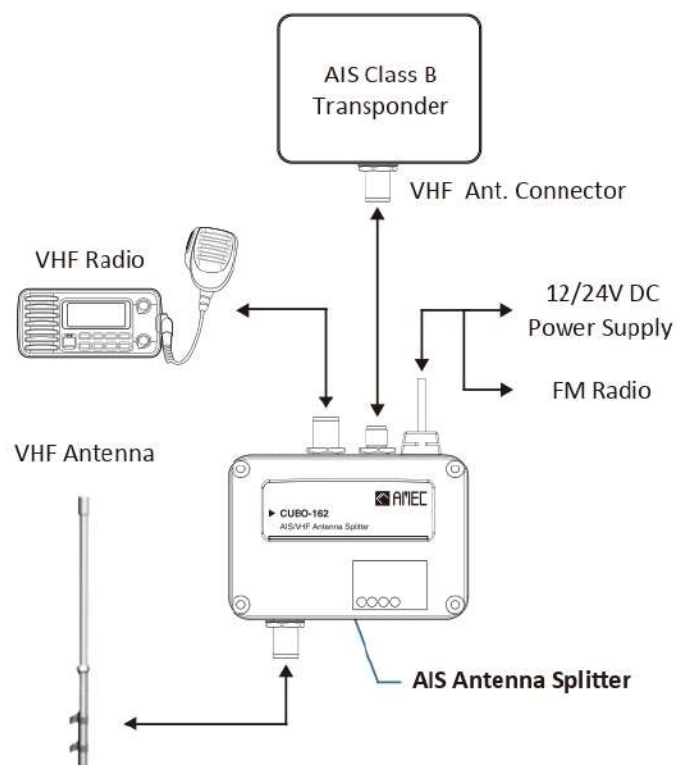 AIS Class B
Transponder
VHF Ant. Connector
VHF Radio
12/24V DC
Power Supply
FM Radio
VHF Antenna
AMEC
CUBO-162
AIS/VHF Antenna Splitter
AIS Antenna Splitter